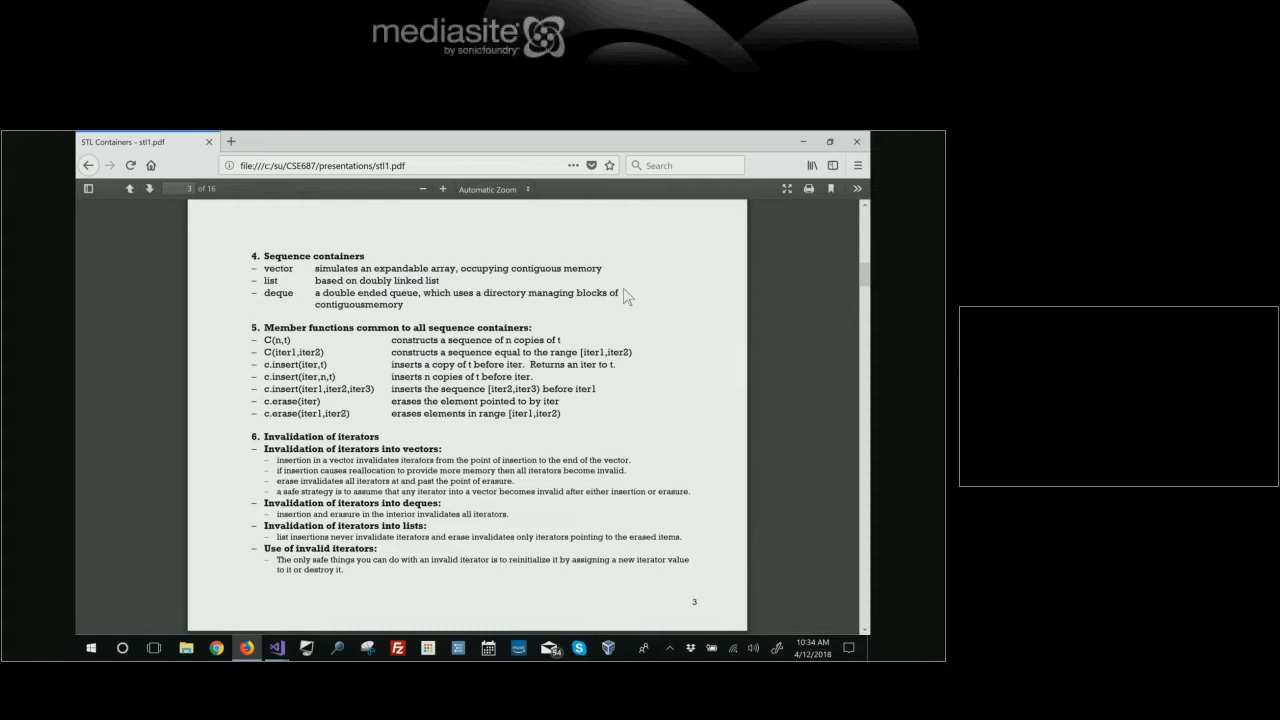 mediasite
by sonicfoundry
STL Containers - stl1.pdf
file:///c:/su/CSE687/presentations/stl1.pdf
Search
3 of 16
Automatic Zoom
4. Sequence containers
– vector simulates an expandable array, occupying contiguous memory
– list based on doubly linked list
– deque a double ended queue, which uses a directory managing blocks of
contiguousmemory
5. Member functions common to all sequence containers:
– C(n,t) constructs a sequence of n copies of t
– C(iter1,iter2) constructs a sequence equal to the range [iter1,iter2)
– c.insert(iter,t) inserts a copy of t before iter. Returns an iter to t.
– c.insert(iter,n,t) inserts n copies of t before iter.
– c.insert(iter1,iter2,iter3) inserts the sequence [iter2,iter3) before iter1
– c.erase(iter) erases the element pointed to by iter
– c.erase(iter1,iter2) erases elements in range [iter1,iter2)
6. Invalidation of iterators
– Invalidation of iterators into vectors:
– insertion in a vector invalidates iterators from the point of insertion to the end of the vector.
– if insertion causes reallocation to provide more memory then all iterators become invalid.
– erase invalidates all iterators at and past the point of erasure.
– a safe strategy is to assume that any iterator into a vector becomes invalid after either insertion or erasure.
– Invalidation of iterators into deques:
– insertion and erasure in the interior invalidates all iterators.
– Invalidation of iterators into lists:
– list insertions never invalidate iterators and erase invalidates only iterators pointing to the erased items.
– Use of invalid iterators:
– The only safe things you can do with an invalid iterator is to reinitialize it by assigning a new iterator value
to it or destroy it.
3
54
10:34 AM
4/12/2018